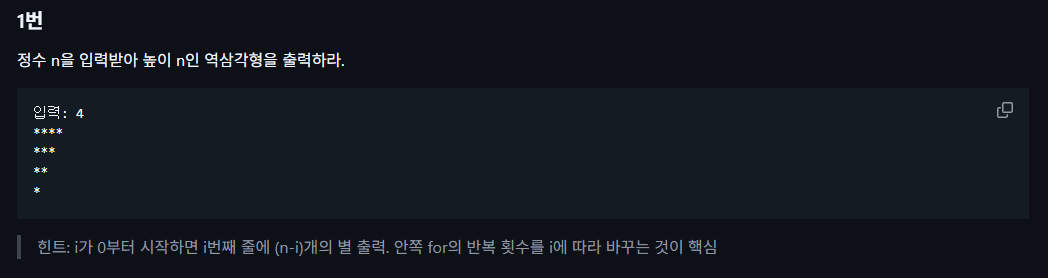 1번
정수 n을 입력받아 높이 n인 역삼각형을 출력하라.
입력: 4
****
***
**
*
힌트: i가 0부터 시작하면 i번째 줄에 (n-i)개의 별 출력. 안쪽 for의 반복 횟수를 i에 따라 바꾸는 것이 핵심